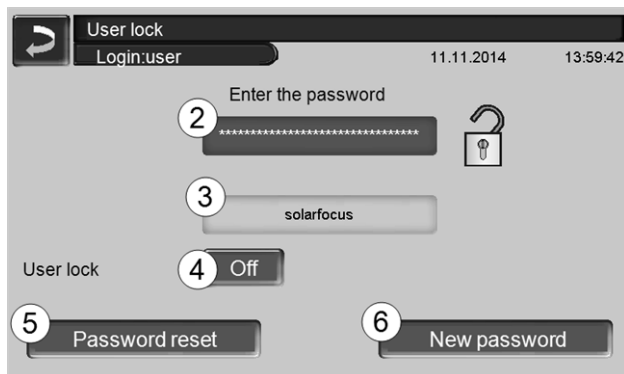 User lock
Login:user 11.11.2014 13:59:42
Enter the password
2 ********************************
3 solarfocus
User lock 4 Off
5 Password reset 6 New password